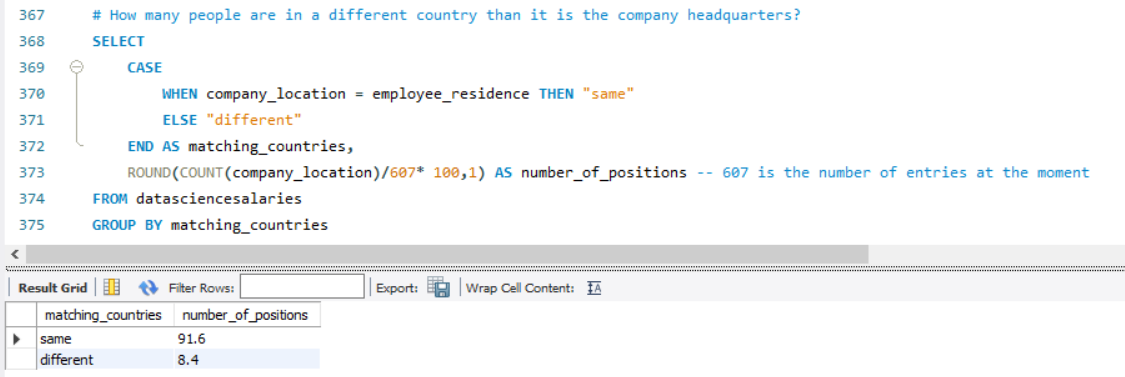 367 # How many people are in a different country than it is the company headquarters?
368 SELECT
369 CASE
370 WHEN company_location = employee_residence THEN "same"
371 ELSE "different"
372 END AS matching_countries,
373 ROUND(COUNT(company_location)/607* 100,1) AS number_of_positions -- 607 is the number of entries at the moment
374 FROM datasciencesalaries
375 GROUP BY matching_countries
Result Grid Filter Rows: Export: Wrap Cell Content: IA
matching_countries number_of_positions
same 91.6
different 8.4